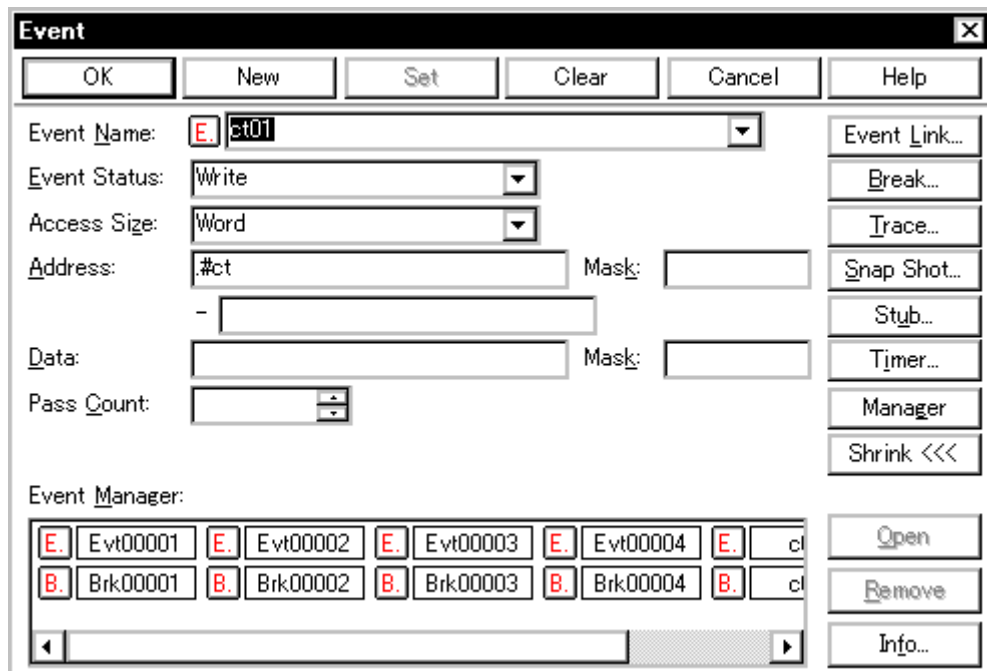 Event
OK New Set Clear Cancel Help
Event Name: E. ct01 Event Link...
Event Status: Write Break...
Access Size: Word Trace...
Address: .#ct Mask: Snap Shot...
– Stub...
Data: Mask: Timer...
Pass Count: Manager
Shrink <<<
Event Manager:
E. Evt00001 E. Evt00002 E. Evt00003 E. Evt00004 E. Open
B. Brk00001 B. Brk00002 B. Brk00003 B. Brk00004 B. Remove
Info...